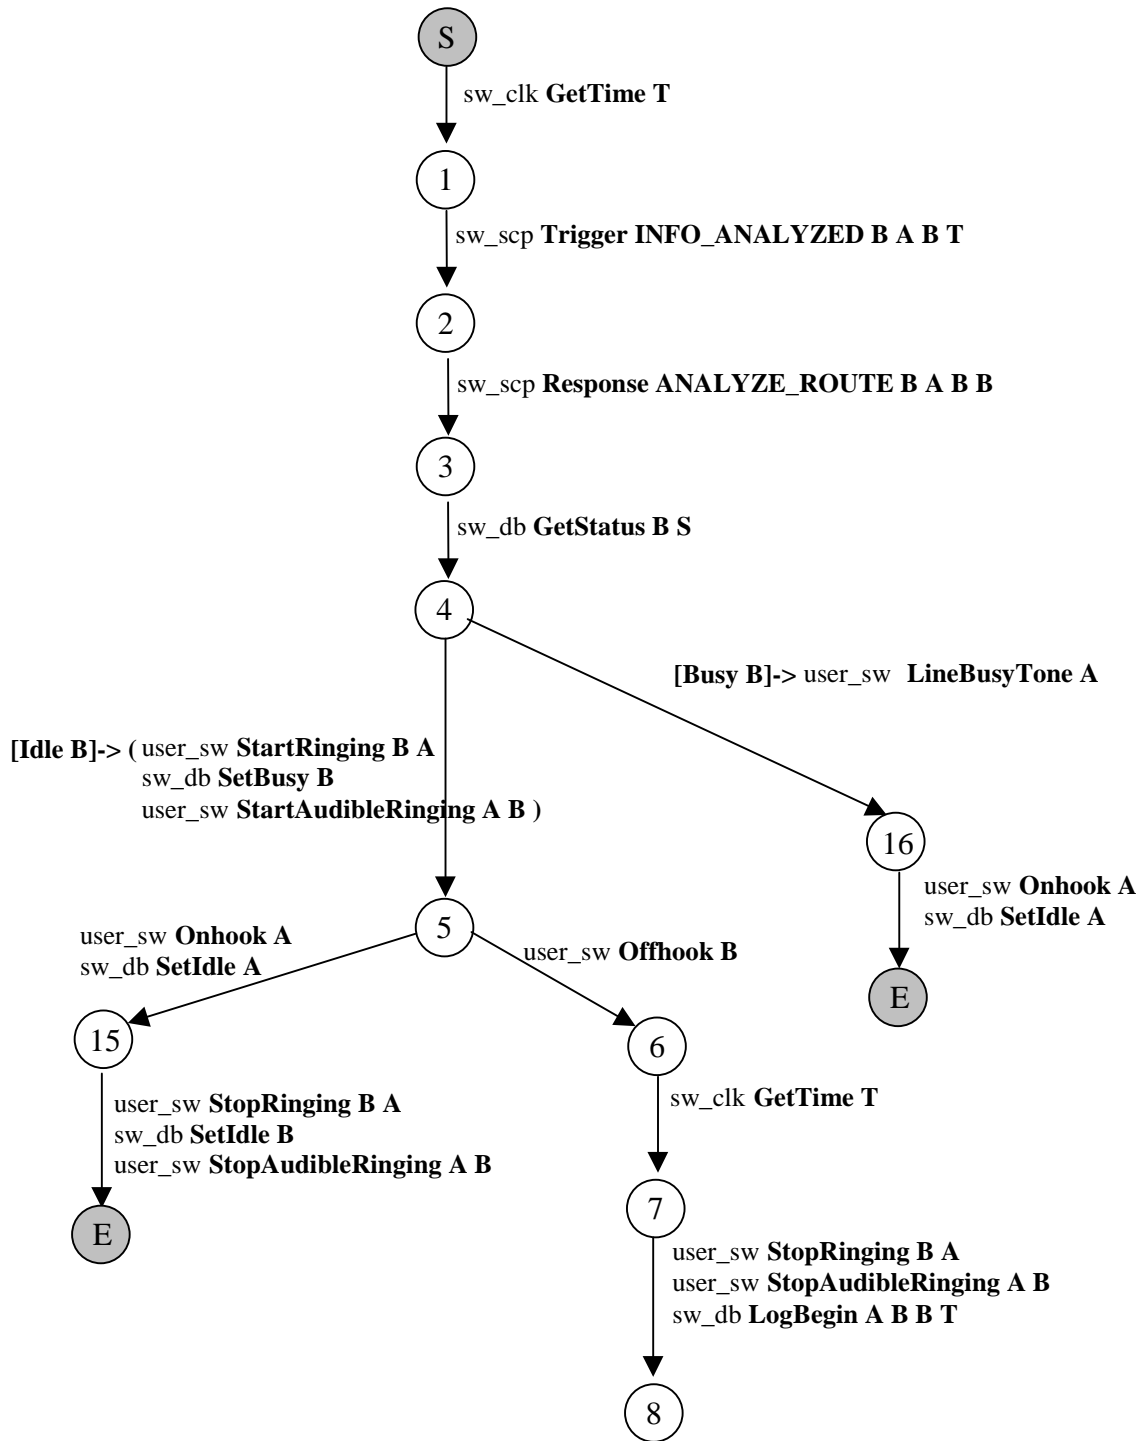 S
sw_clk GetTime T
1
sw_scp Trigger INFO_ANALYZED B A B T
2
sw_scp Response ANALYZE_ROUTE B A B B
3
sw_db GetStatus B S
4
[Busy B]-> user_sw LineBusyTone A
[Idle B]-> ( user_sw StartRinging B A
sw_db SetBusy B
user_sw StartAudibleRinging A B )
16
user_sw Onhook A
sw_db SetIdle A
E
5
user_sw Onhook A
sw_db SetIdle A
user_sw Offhook B
15
6
user_sw StopRinging B A
sw_db SetIdle B
user_sw StopAudibleRinging A B
E
sw_clk GetTime T
7
user_sw StopRinging B A
user_sw StopAudibleRinging A B
sw_db LogBegin A B B T
8